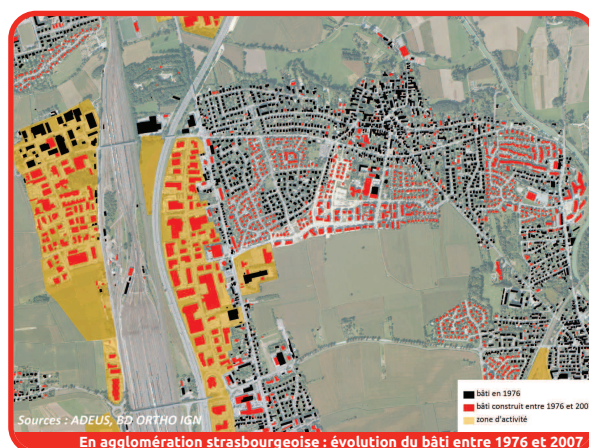 bâti en 1976
bâti construit entre 1976 et 2007
zone d'activité
Sources : ADEUS, BD ORTHO IGN
En agglomération strasbourgeoise : évolution du bâti entre 1976 et 2007